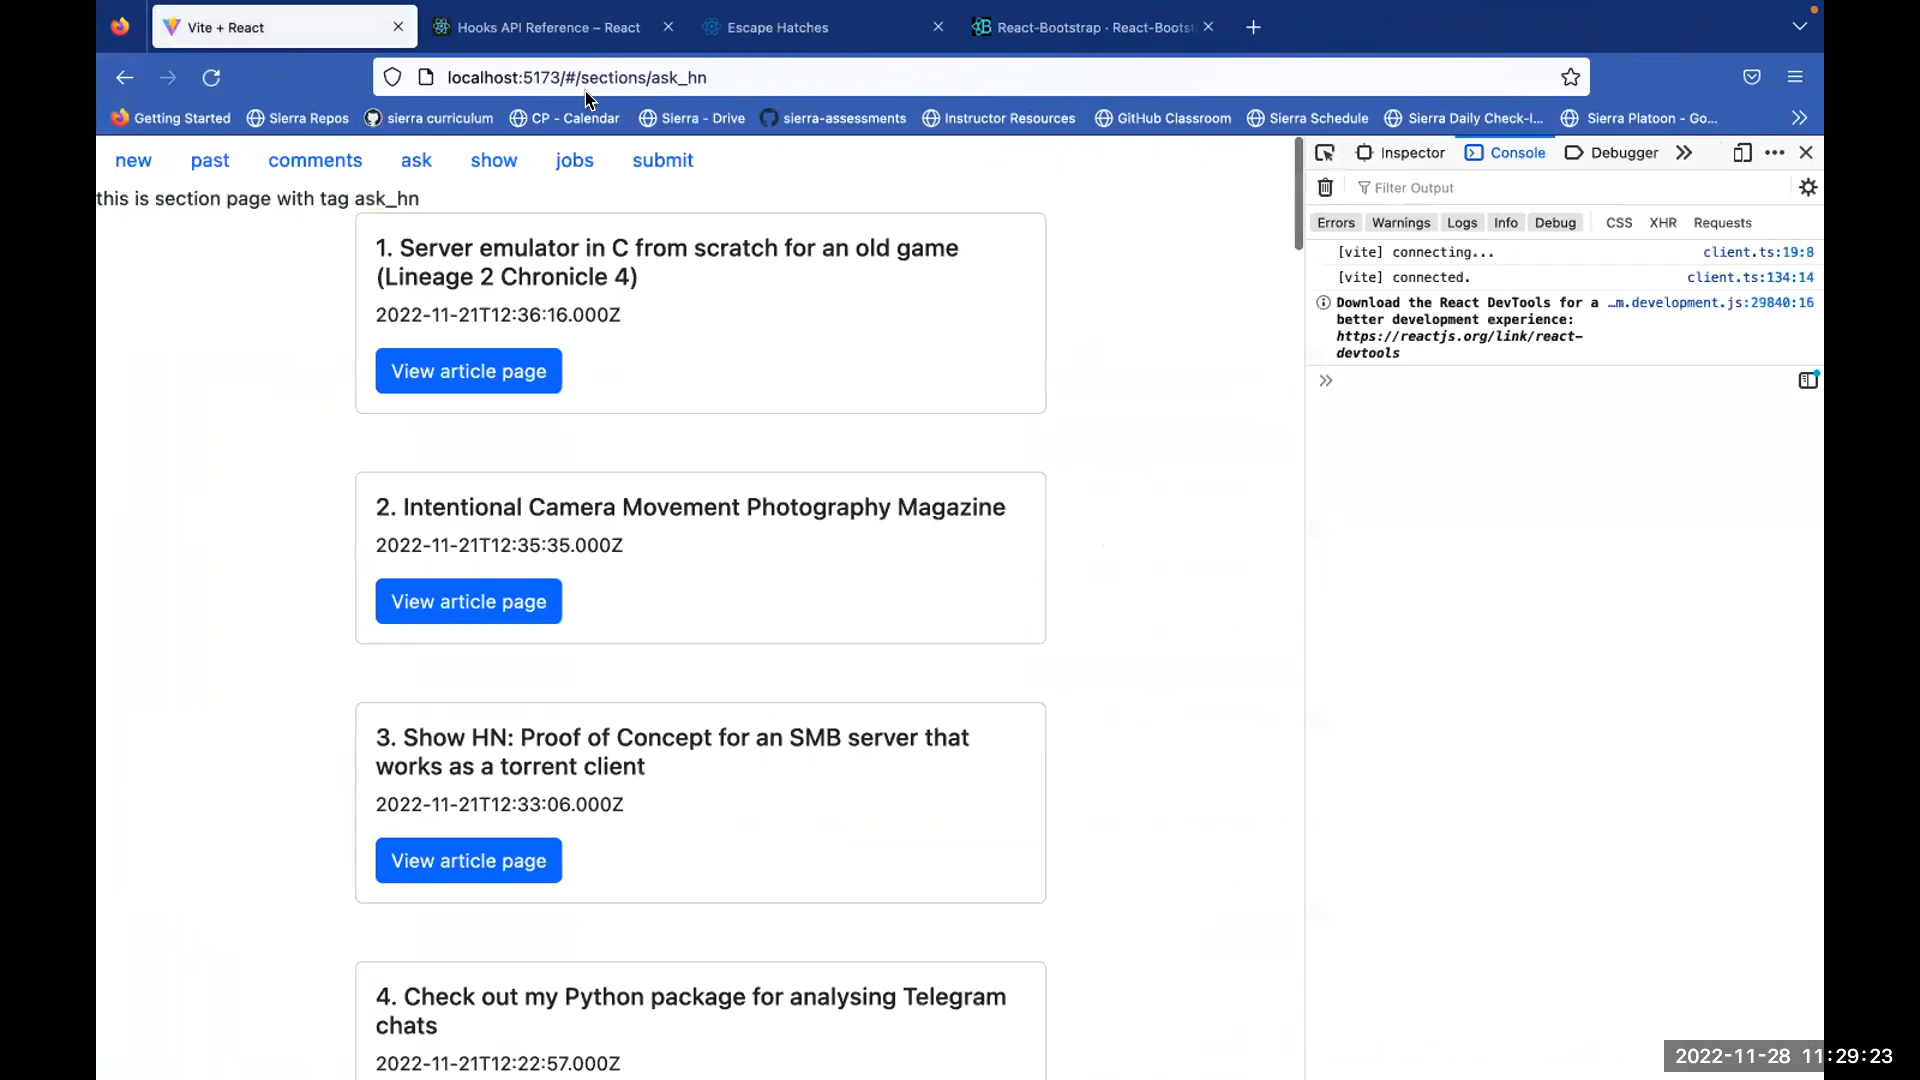 Vite + React
Hooks API Reference – React
Escape Hatches
React-Bootstrap · React-Boots
localhost:5173/#/sections/ask_hn
Getting Started
Sierra Repos
sierra curriculum
CP - Calendar
Sierra - Drive
sierra-assessments
Instructor Resources
GitHub Classroom
Sierra Schedule
Sierra Daily Check-I...
Sierra Platoon - Go...
new past comments ask show jobs submit
this is section page with tag ask_hn
1. Server emulator in C from scratch for an old game
(Lineage 2 Chronicle 4)
2022-11-21T12:36:16.000Z
View article page
2. Intentional Camera Movement Photography Magazine
2022-11-21T12:35:35.000Z
View article page
3. Show HN: Proof of Concept for an SMB server that
works as a torrent client
2022-11-21T12:33:06.000Z
View article page
4. Check out my Python package for analysing Telegram
chats
2022-11-21T12:22:57.000Z
Inspector Console Debugger
Filter Output
Errors Warnings Logs Info Debug CSS XHR Requests
[vite] connecting... client.ts:19:8
[vite] connected. client.ts:134:14
Download the React DevTools for a …m.development.js:29840:16
better development experience:
https://reactjs.org/link/react-
devtools
2022-11-28 11:29:23